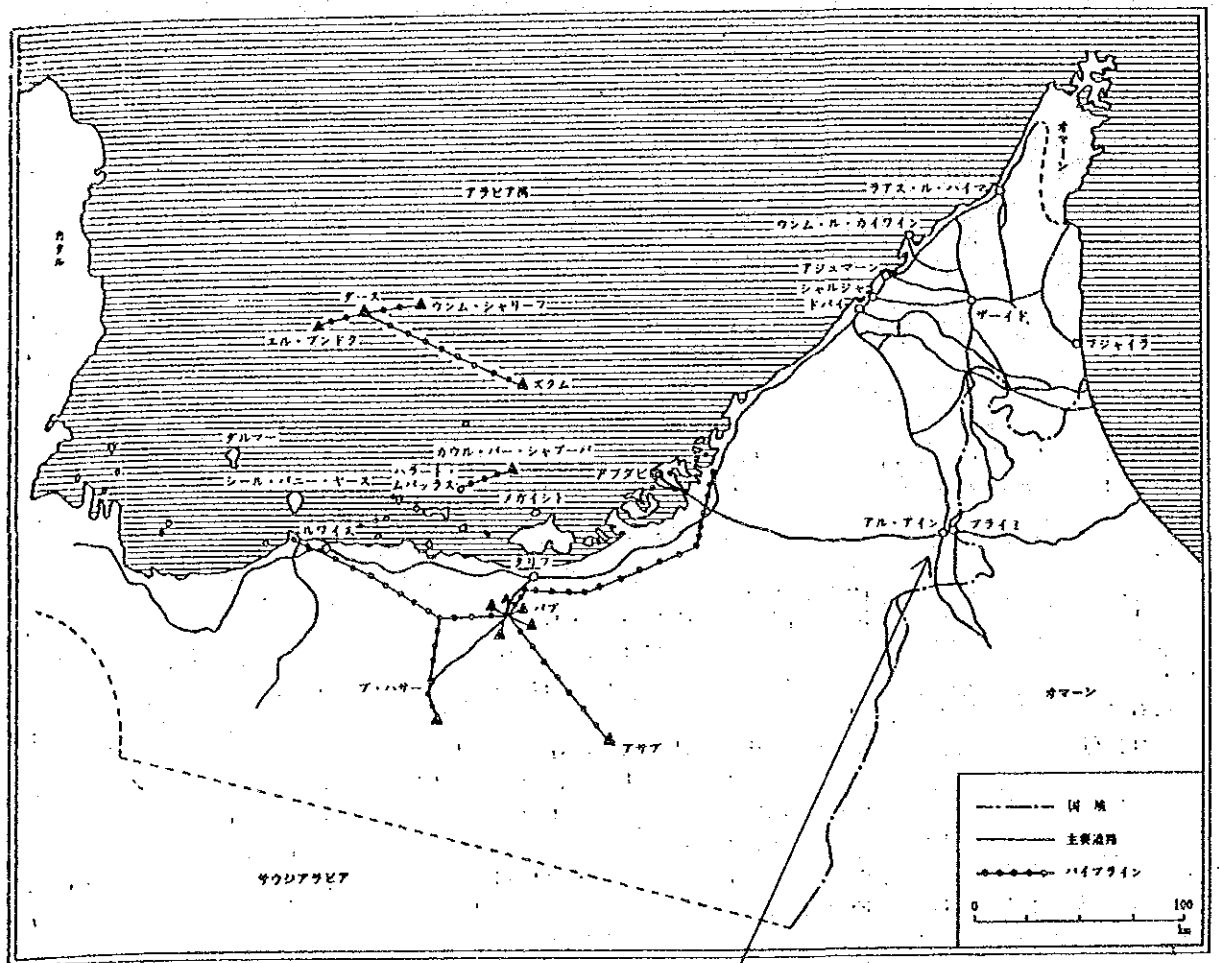 オマーン
ラアス・ル・ハイマ
アラビア湾
ウンム・ル・カイワイン
カタル
アジュマーン
シャルジャ
ダース
ウンム・シャリーフ
ドバイ
ザーイド
エル・ブンドク
フジャイラ
ズクム
ダルマー
カウル・バー・シャブーバ
シール・バニー・ヤース
ハラート・
ムバッラス
アブダビ
メガイシト
アル・アイン
ブライミ
ルワイス
タリフ
バブ
ブ・ハサー
オマーン
アサブ
国境
主要道路
サウジアラビア
パイプライン
0 100
km